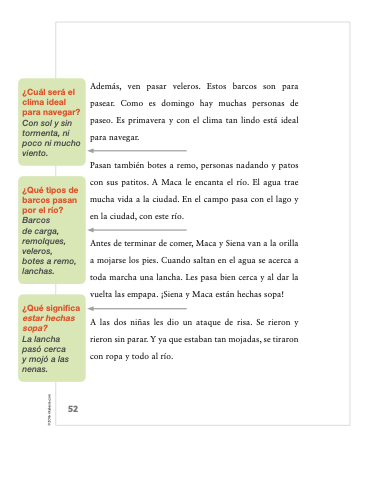 ¿Cuál será el
clima ideal
para navegar?
Con sol y sin
tormenta, ni
poco ni mucho
viento.
Además, ven pasar veleros. Estos barcos son para
pasear. Como es domingo hay muchas personas de
paseo. Es primavera y con el clima tan lindo está ideal
para navegar.
¿Qué tipos de
barcos pasan
por el río?
Barcos
de carga,
remolques,
veleros,
botes a remo,
lanchas.
Pasan también botes a remo, personas nadando y patos
con sus patitos. A Maca le encanta el río. El agua trae
mucha vida a la ciudad. En el campo pasa con el lago y
en la ciudad, con este río.
Antes de terminar de comer, Maca y Siena van a la orilla
a mojarse los pies. Cuando saltan en el agua se acerca a
toda marcha una lancha. Les pasa bien cerca y al dar la
vuelta las empapa. ¡Siena y Maca están hechas sopa!
¿Qué significa
estar hechas
sopa?
La lancha
pasó cerca
y mojó a las
nenas.
A las dos niñas les dio un ataque de risa. Se rieron y
rieron sin parar. Y ya que estaban tan mojadas, se tiraron
con ropa y todo al río.
52